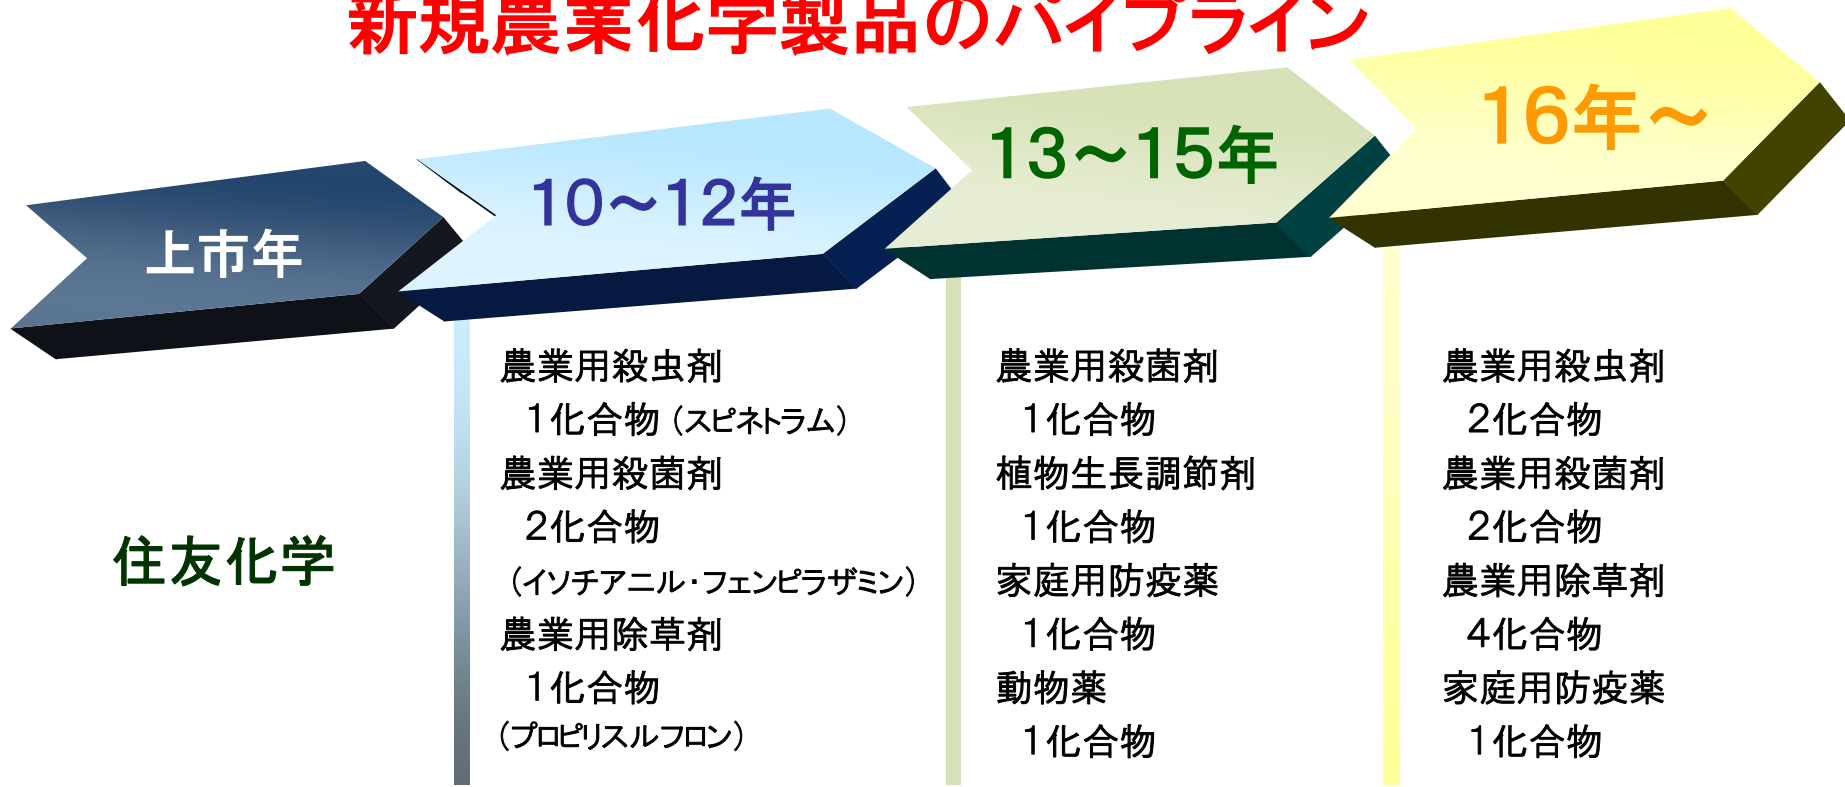 新規農業化学製品のパイプライン
上市年
10～12年
13～15年
16年～
住友化学
農業用殺虫剤
1化合物（スピネトラム）
農業用殺菌剤
2化合物
（イソチアニル・フェンピラザミン）
農業用除草剤
1化合物
（プロピリスルフロン）
農業用殺菌剤
1化合物
植物生長調節剤
1化合物
家庭用防疫薬
1化合物
動物薬
1化合物
農業用殺虫剤
2化合物
農業用殺菌剤
2化合物
農業用除草剤
4化合物
家庭用防疫薬
1化合物